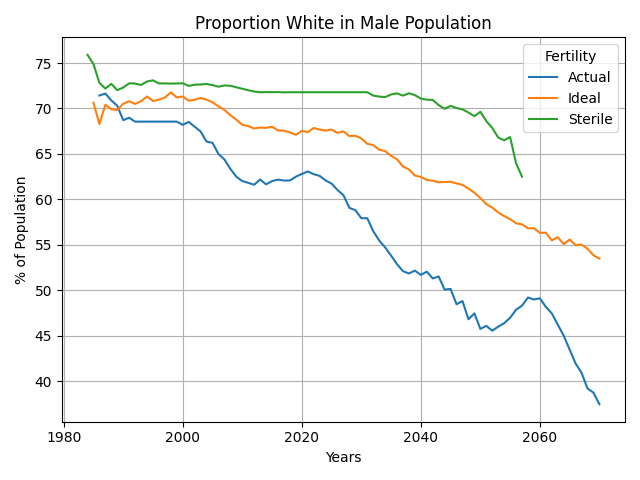 Proportion White in Male Population
Fertility
Actual
Ideal
Sterile
% of Population
75
70
65
60
55
50
45
40
1980
2000
2020
2040
2060
Years